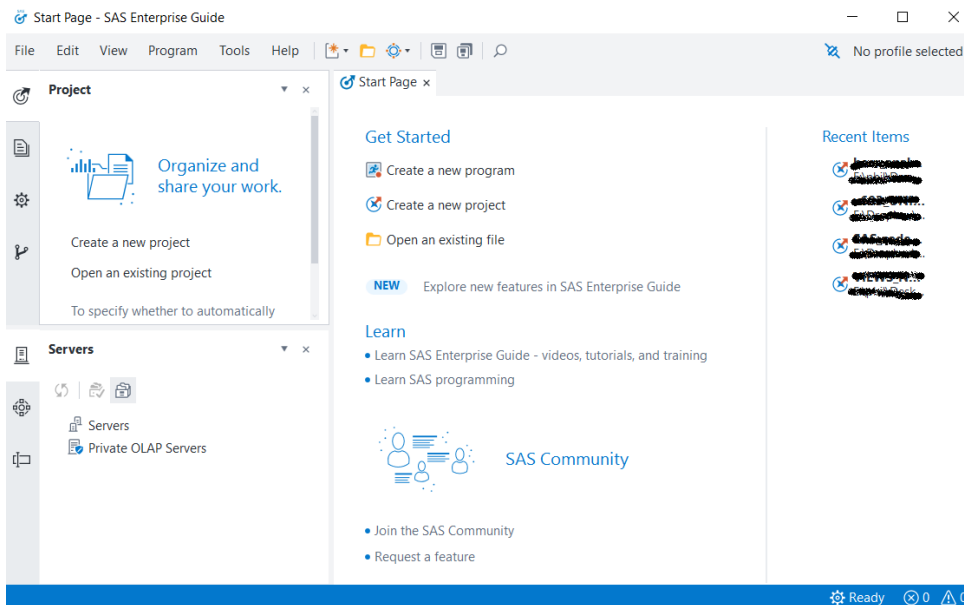 Start Page - SAS Enterprise Guide
File Edit View Program Tools Help
No profile selected
Project
Organize and
share your work.
Create a new project
Open an existing project
To specify whether to automatically
Servers
Servers
Private OLAP Servers
Start Page
Get Started
Create a new program
Create a new project
Open an existing file
NEW Explore new features in SAS Enterprise Guide
Learn
Learn SAS Enterprise Guide - videos, tutorials, and training
Learn SAS programming
SAS Community
Join the SAS Community
Request a feature
Recent Items
Ready 0 0